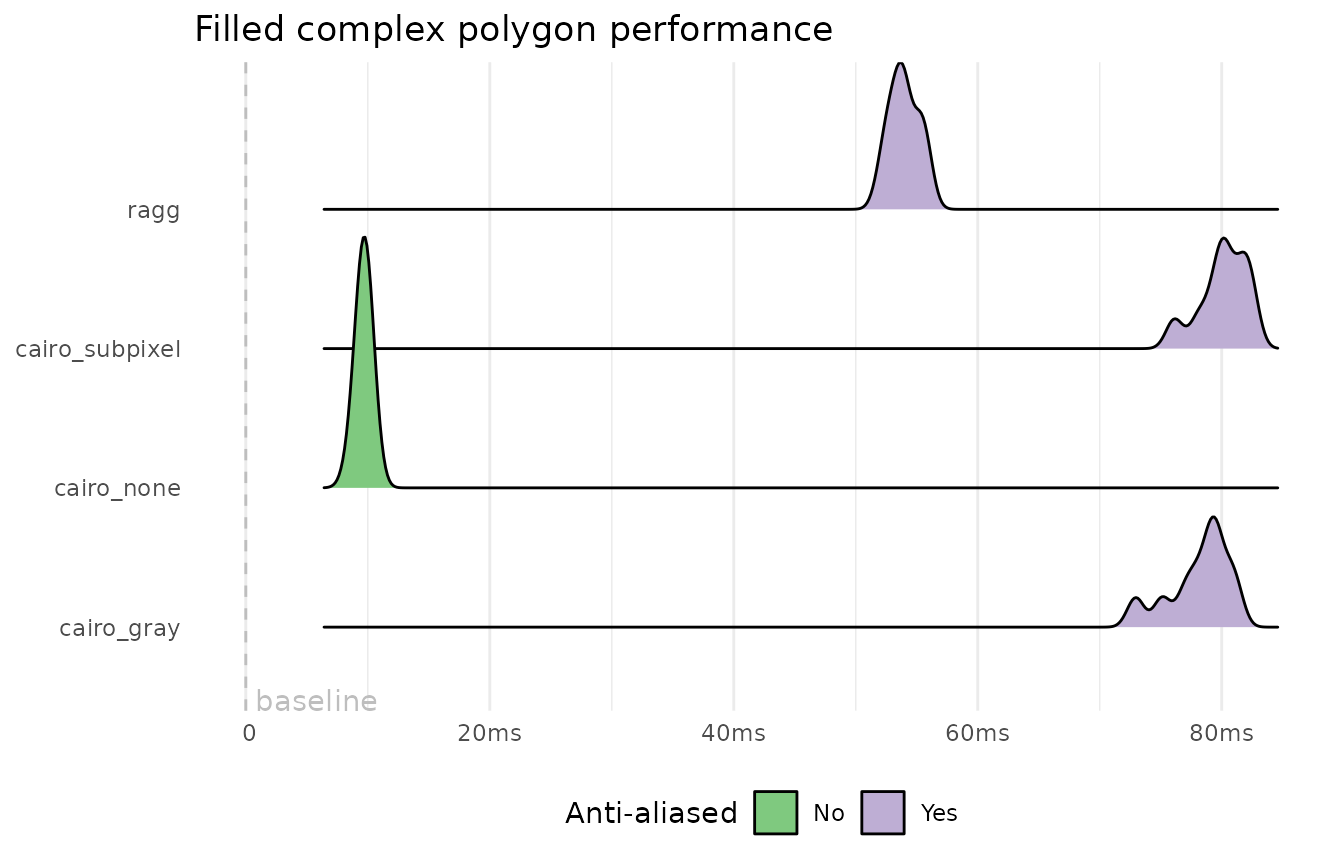 Filled complex polygon performance
ragg
cairo_subpixel
cairo_none
cairo_gray
baseline
0 20ms 40ms 60ms 80ms
Anti-aliased No Yes